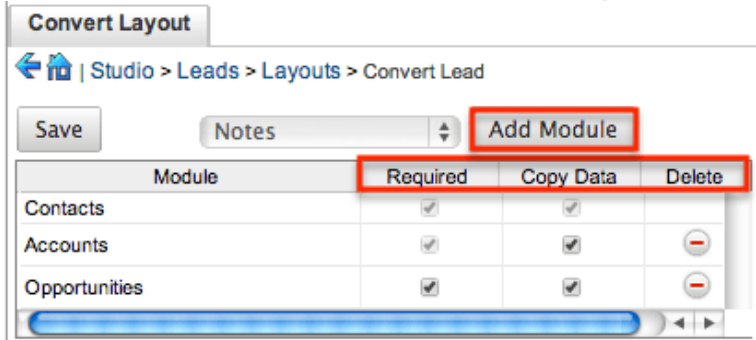 Convert Layout
| Studio > Leads > Layouts > Convert Lead
Save Notes Add Module
Module Required Copy Data Delete
Contacts
Accounts
Opportunities